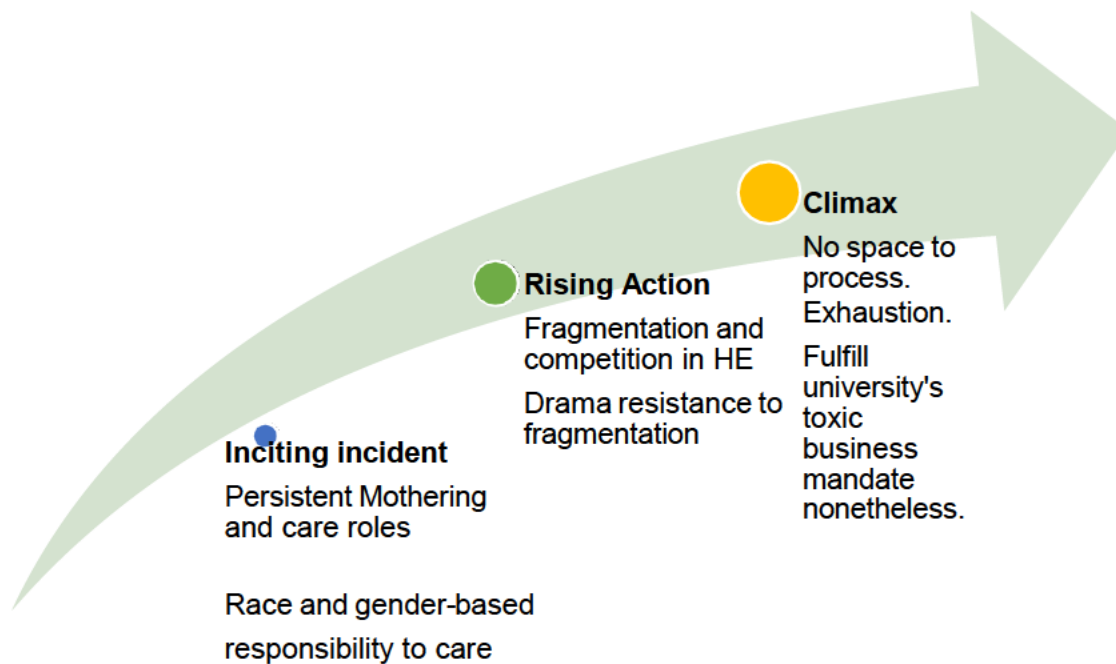 Inciting incident
Persistent Mothering
and care roles
Race and gender-based
responsibility to care
Rising Action
Fragmentation and
competition in HE
Drama resistance to
fragmentation
Climax
No space to
process.
Exhaustion.
Fulfill
university's
toxic
business
mandate
nonetheless.